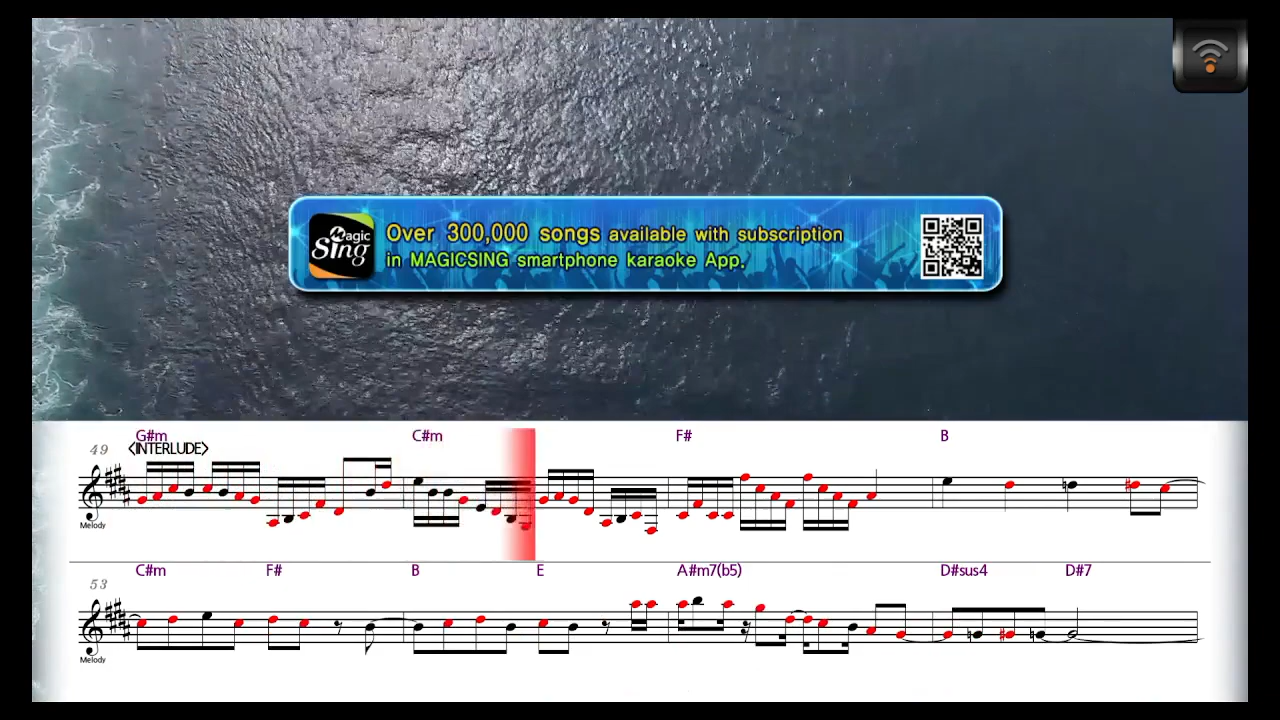 Magic
Sing
Over 300,000 songs available with subscription
in MAGICSING smartphone karaoke App.
G#m C#m F# B
49 <INTERLUDE>
Melody
C#m F# B E A#m7(b5) D#sus4 D#7
53
Melody